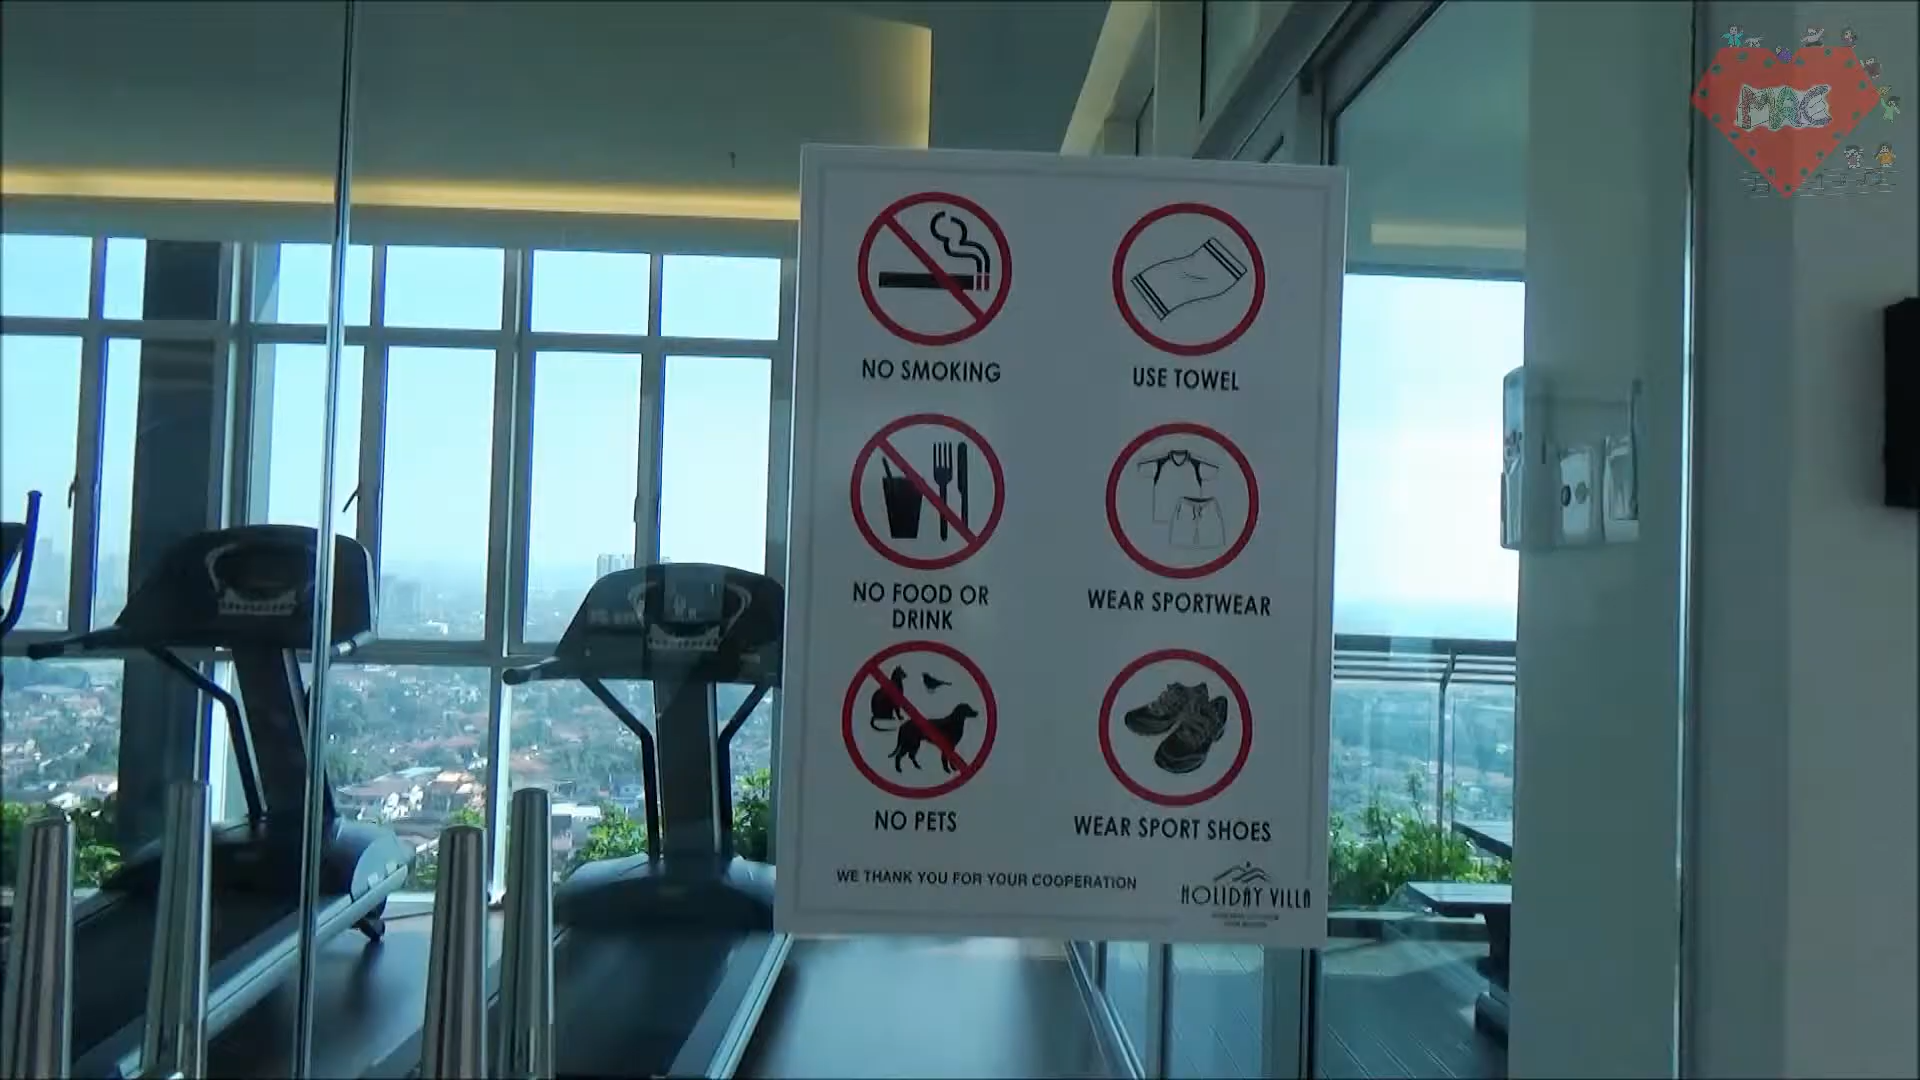 MAC
NO SMOKING
USE TOWEL
NO FOOD OR
DRINK
WEAR SPORTWEAR
NO PETS
WEAR SPORT SHOES
WE THANK YOU FOR YOUR COOPERATION
HOLIDAY VILLA